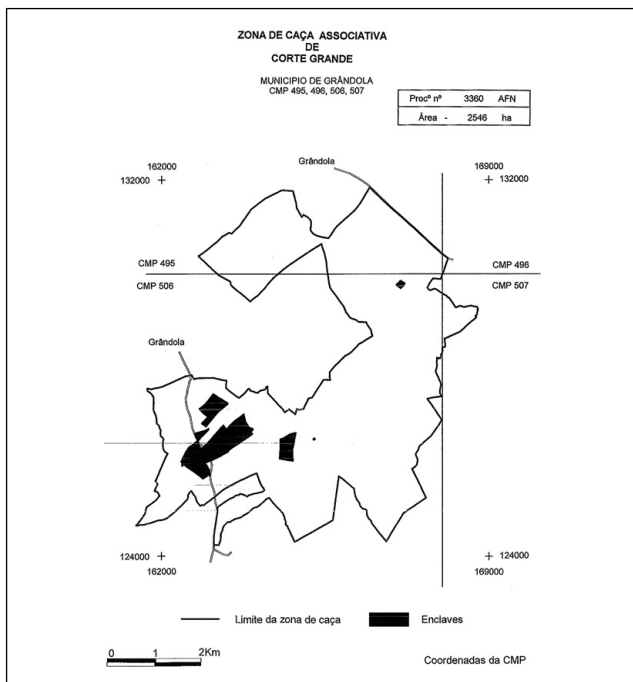 ZONA DE CAÇA ASSOCIATIVA
DE
CORTE GRANDE
MUNICIPIO DE GRÂNDOLA
CMP 495, 496, 506, 507
Procº nº 3360 AFN
Área - 2546 ha
162000
132000
Grândola
169000
132000
CMP 495
CMP 496
CMP 506
CMP 507
Grândola
124000
162000
124000
169000
Limite da zona de caça
Enclaves
0 1 2Km
Coordenadas da CMP